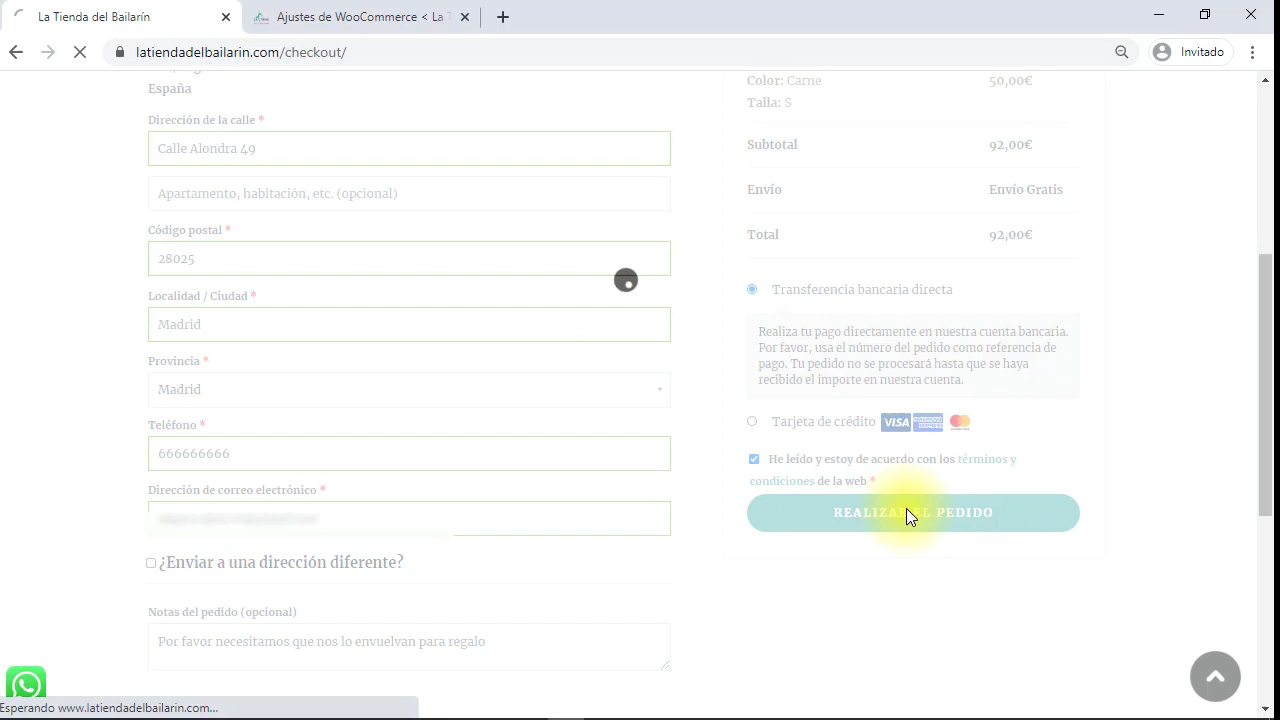 La Tienda del Bailarín
Ajustes de WooCommerce < La T
latiendadelbailarin.com/checkout/
Invitado
España
Dirección de la calle *
Calle Alondra 49
Apartamento, habitación, etc. (opcional)
Código postal *
28025
Localidad / Ciudad *
Madrid
Provincia *
Madrid
Teléfono *
666666666
Dirección de correo electrónico *
¿Enviar a una dirección diferente?
Notas del pedido (opcional)
Por favor necesitamos que nos lo envuelvan para regalo
Color: Carne
50,00€
Talla: S
Subtotal 92,00€
Envío Envío Gratis
Total 92,00€
Transferencia bancaria directa
Realiza tu pago directamente en nuestra cuenta bancaria.
Por favor, usa el número del pedido como referencia de
pago. Tu pedido no se procesará hasta que se haya
recibido el importe en nuestra cuenta.
Tarjeta de crédito VISA
He leído y estoy de acuerdo con los términos y
condiciones de la web *
REALIZAR EL PEDIDO
Esperando www.latiendadelbailarin.com...